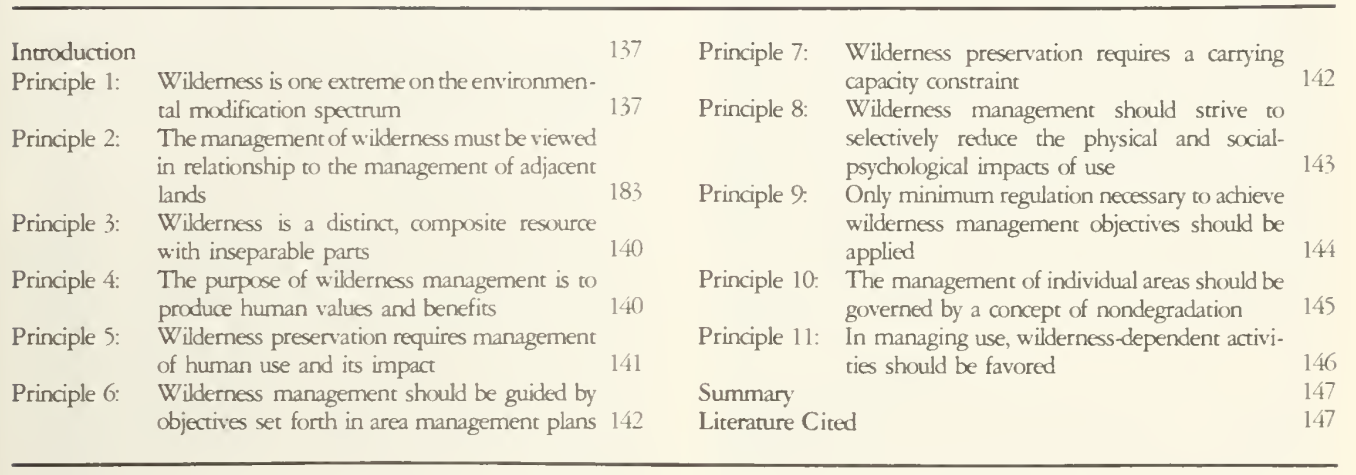 Introduction 137
Principle 1: Wilderness is one extreme on the environmen-
tal modification spectrum 137
Principle 2: The management of wilderness must be viewed
in relationship to the management of adjacent
lands 183
Principle 3: Wilderness is a distinct, composite resource
with inseparable parts 140
Principle 4: The purpose of wilderness management is to
produce human values and benefits 140
Principle 5: Wilderness preservation requires management
of human use and its impact 141
Principle 6: Wilderness management should be guided by
objectives set forth in area management plans 142
Principle 7: Wilderness preservation requires a carrying
capacity constraint 142
Principle 8: Wilderness management should strive to
selectively reduce the physical and social-
psychological impacts of use 143
Principle 9: Only minimum regulation necessary to achieve
wilderness management objectives should be
applied 144
Principle 10: The management of individual areas should be
governed by a concept of nondegradation 145
Principle 11: In managing use, wilderness-dependent activi-
ties should be favored 146
Summary 147
Literature Cited 147